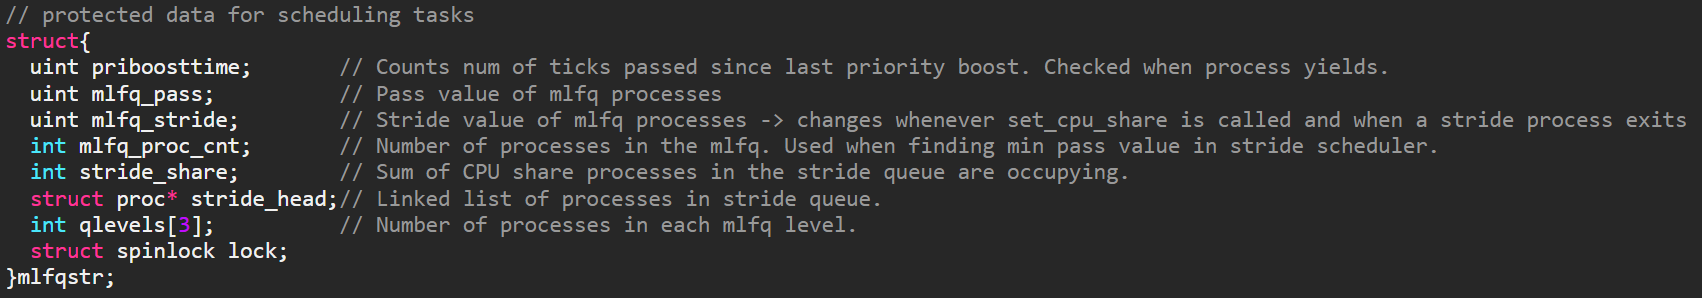 // protected data for scheduling tasks
struct{
  uint priboosttime;       // Counts num of ticks passed since last priority boost. Checked when process yields.
  uint mlfq_pass;          // Pass value of mlfq processes
  uint mlfq_stride;        // Stride value of mlfq processes -> changes whenever set_cpu_share is called and when a stride process exits
  int mlfq_proc_cnt;       // Number of processes in the mlfq. Used when finding min pass value in stride scheduler.
  int stride_share;        // Sum of CPU share processes in the stride queue are occupying.
  struct proc* stride_head;// Linked list of processes in stride queue.
  int qlevels[3];          // Number of processes in each mlfq level.
  struct spinlock lock;
}mlfqstr;